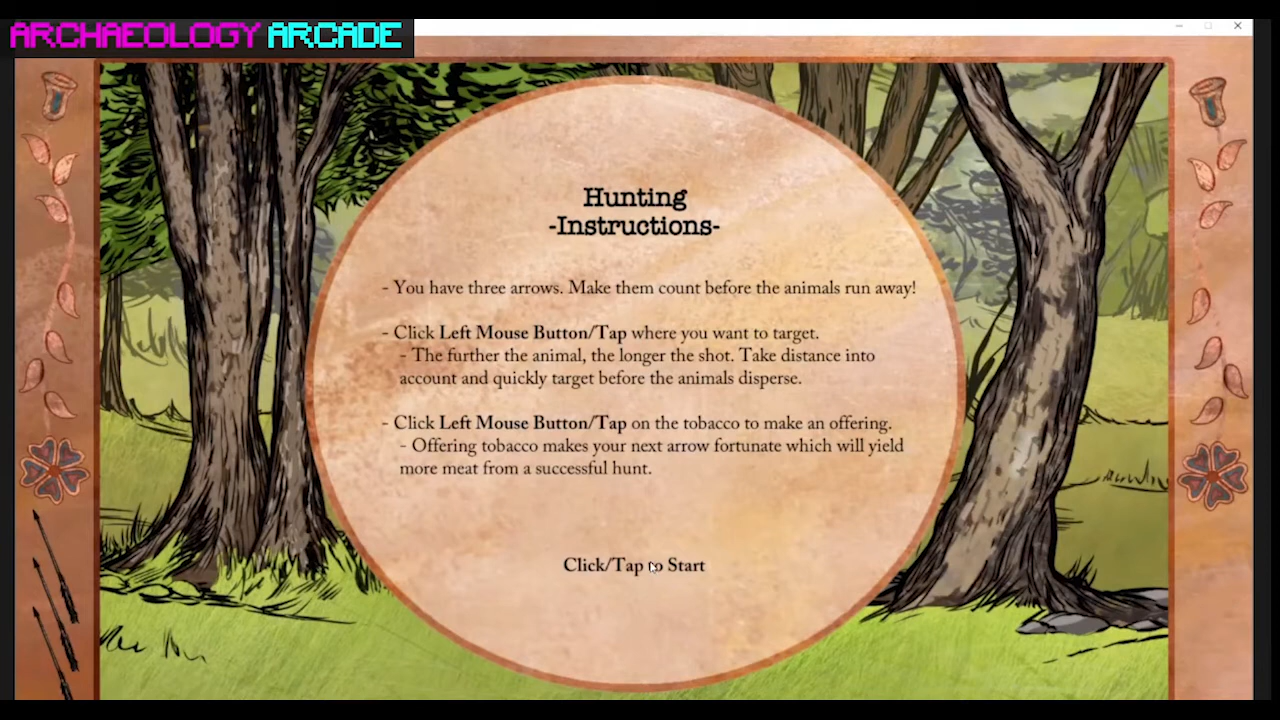 ARCHAEOLOGY ARCADE
Hunting
-Instructions-
- You have three arrows. Make them count before the animals run away!
- Click Left Mouse Button/Tap where you want to target.
- The further the animal, the longer the shot. Take distance into
account and quickly target before the animals disperse.
- Click Left Mouse Button/Tap on the tobacco to make an offering.
- Offering tobacco makes your next arrow fortunate which will yield
more meat from a successful hunt.
Click/Tap to Start